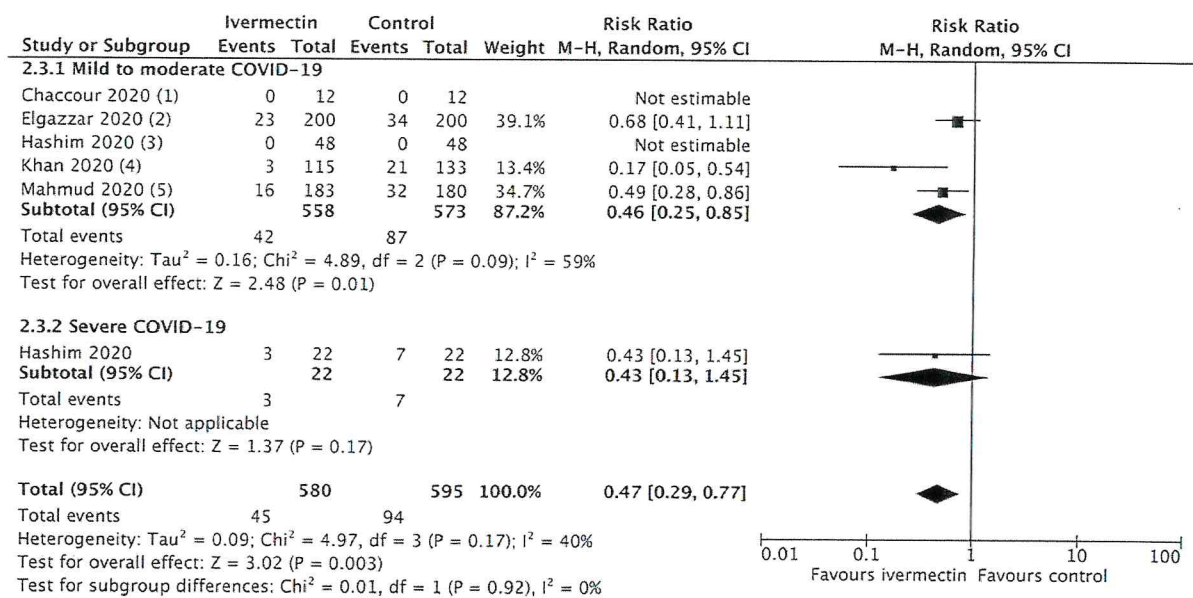 Ivermectin Control Risk Ratio Risk Ratio
Study or Subgroup Events Total Events Total Weight M-H, Random, 95% CI M-H, Random, 95% CI
2.3.1 Mild to moderate COVID-19
Chaccour 2020 (1) 0 12 0 12 Not estimable
Elgazzar 2020 (2) 23 200 34 200 39.1% 0.68 [0.41, 1.11]
Hashim 2020 (3) 0 48 0 48 Not estimable
Khan 2020 (4) 3 115 21 133 13.4% 0.17 [0.05, 0.54]
Mahmud 2020 (5) 16 183 32 180 34.7% 0.49 [0.28, 0.86]
Subtotal (95% CI) 558 573 87.2% 0.46 [0.25, 0.85]
Total events 42 87
Heterogeneity: Tau² = 0.16; Chi² = 4.89, df = 2 (P = 0.09); I² = 59%
Test for overall effect: Z = 2.48 (P = 0.01)
2.3.2 Severe COVID-19
Hashim 2020 3 22 7 22 12.8% 0.43 [0.13, 1.45]
Subtotal (95% CI) 22 22 12.8% 0.43 [0.13, 1.45]
Total events 3 7
Heterogeneity: Not applicable
Test for overall effect: Z = 1.37 (P = 0.17)
Total (95% CI) 580 595 100.0% 0.47 [0.29, 0.77]
Total events 45 94
Heterogeneity: Tau² = 0.09; Chi² = 4.97, df = 3 (P = 0.17); I² = 40%
Test for overall effect: Z = 3.02 (P = 0.003)
Test for subgroup differences: Chi² = 0.01, df = 1 (P = 0.92), I² = 0%
0.01 0.1 1 10 100
Favours ivermectin Favours control